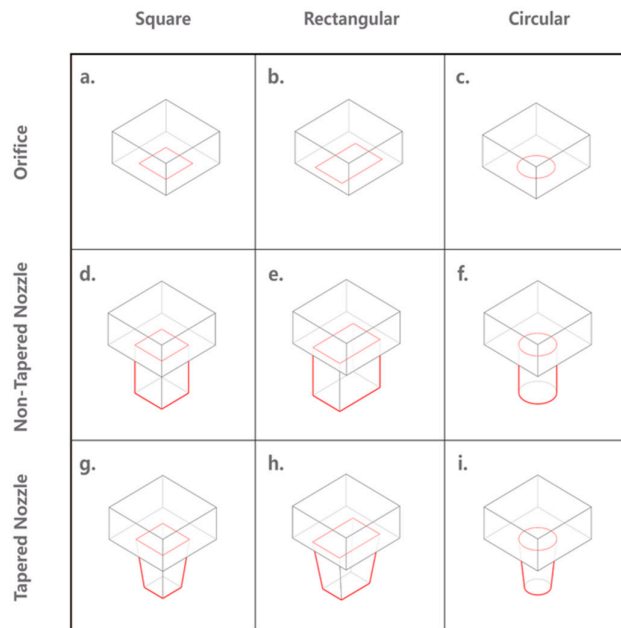 Square Rectangular Circular
Orifice
a. b. c.
Non-Tapered Nozzle
d. e. f.
Tapered Nozzle
g. h. i.